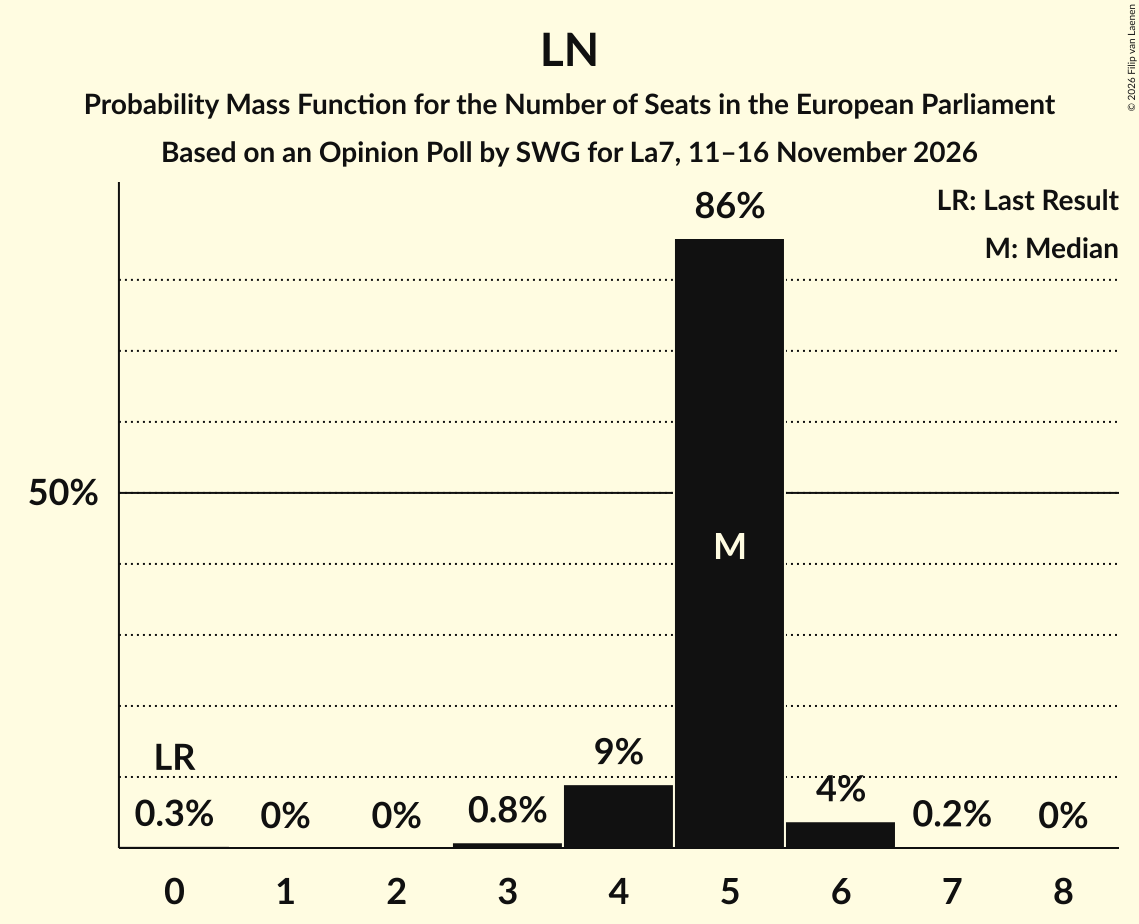 LN
Probability Mass Function for the Number of Seats in the European Parliament
Based on an Opinion Poll by SWG for La7, 11–16 November 2026
© 2026 Filip van Laenen
LR: Last Result
M: Median
86%
50%
M
LR
9%
4%
0.3%
0%
0%
0.8%
0.2%
0%
0
1
2
3
4
5
6
7
8